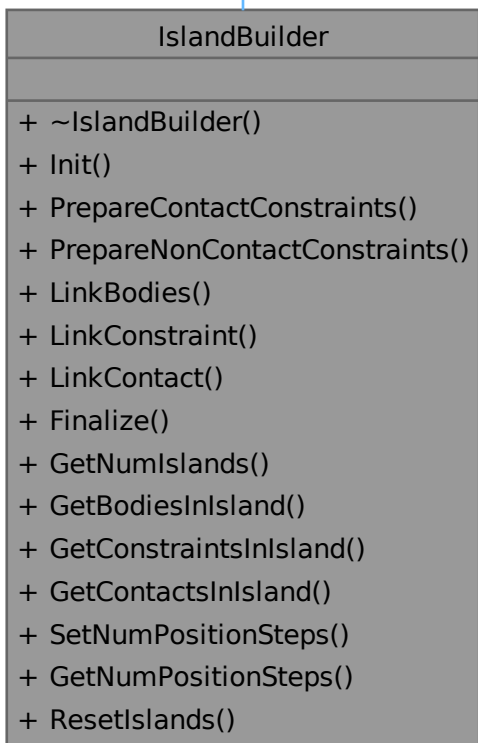 IslandBuilder
+ ~IslandBuilder()
+ Init()
+ PrepareContactConstraints()
+ PrepareNonContactConstraints()
+ LinkBodies()
+ LinkConstraint()
+ LinkContact()
+ Finalize()
+ GetNumIslands()
+ GetBodiesInIsland()
+ GetConstraintsInIsland()
+ GetContactsInIsland()
+ SetNumPositionSteps()
+ GetNumPositionSteps()
+ ResetIslands()